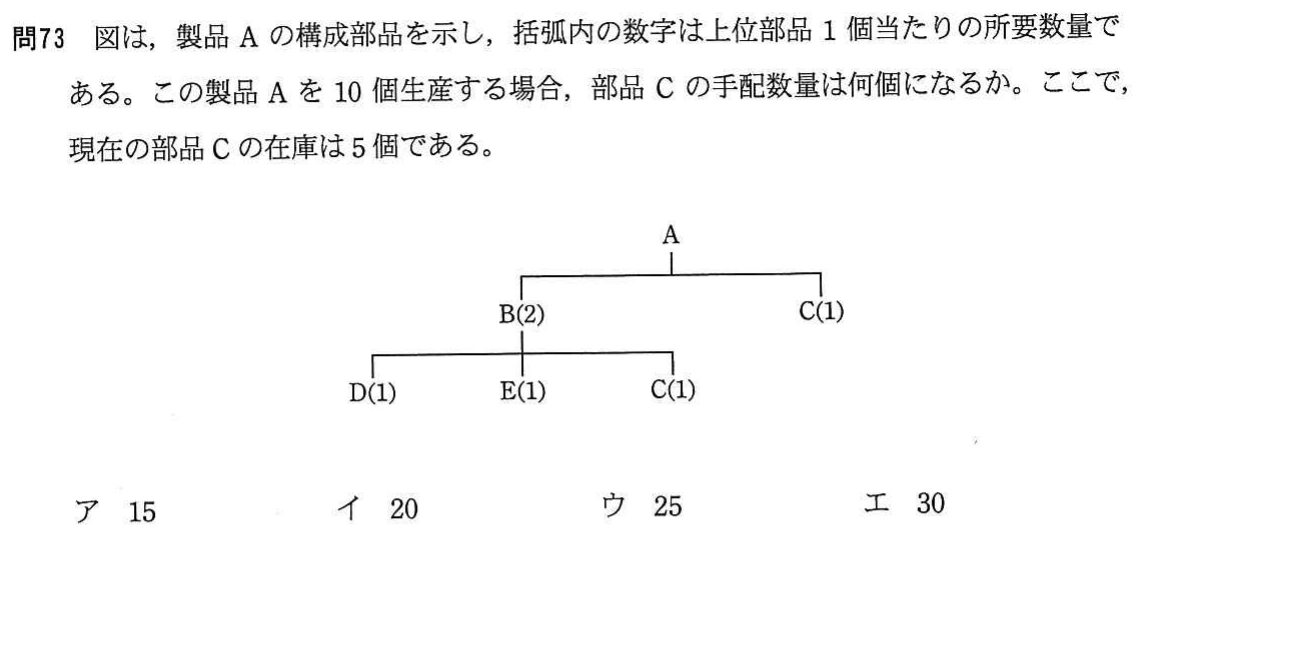 問73 図は，製品 A の構成部品を示し，括弧内の数字は上位部品 1 個当たりの所要数量で
ある。この製品 A を 10 個生産する場合，部品 C の手配数量は何個になるか。ここで，
現在の部品 C の在庫は 5 個である。
A
B(2) C(1)
D(1) E(1) C(1)
ア 15 イ 20 ウ 25 エ 30